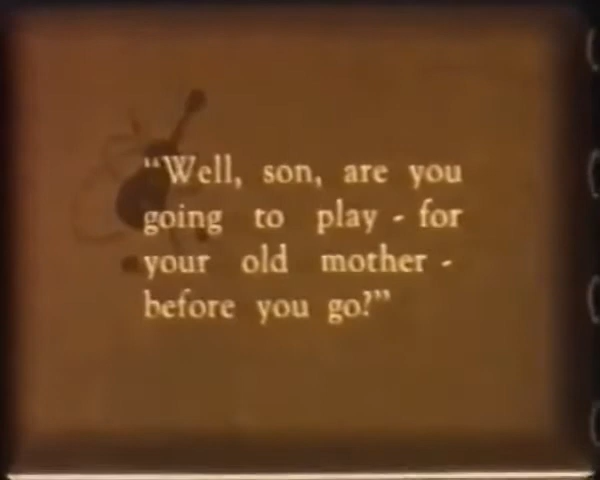 “Well, son, are you
going to play - for
your old mother -
before you go?”